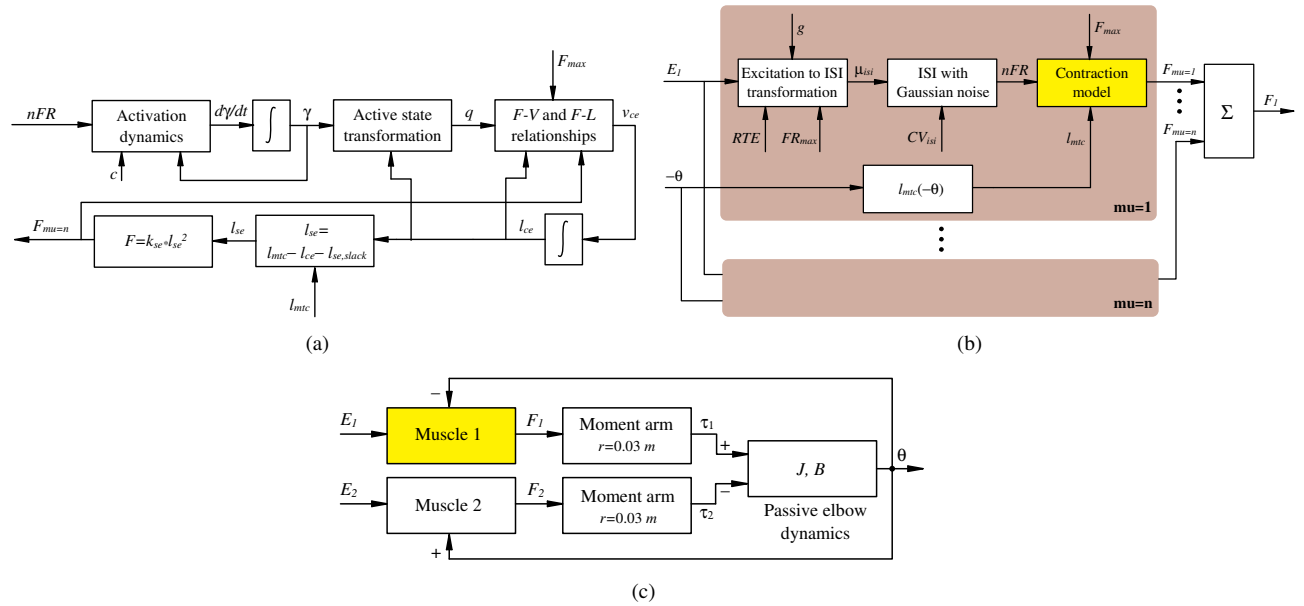 F_max
nFR
Activation
dynamics
dγ/dt
∫
γ
Active state
transformation
q
F-V and F-L
relationships
v_ce
c
F_mu=n
F=k_se*l_se^2
l_se
l_se=
l_mtc− l_ce− l_se,slack
l_ce
∫
l_mtc
(a)
g
F_max
E_1
Excitation to ISI
transformation
μ_isi
ISI with
Gaussian noise
nFR
Contraction
model
F_mu=1
RTE
FR_max
CV_isi
l_mtc
F_mu=n
Σ
F_1
−θ
l_mtc(−θ)
mu=1
mu=n
(b)
−
E_1
Muscle 1
F_1
Moment arm
r=0.03 m
τ_1
+
J, B
θ
E_2
Muscle 2
F_2
Moment arm
r=0.03 m
τ_2
−
Passive elbow
dynamics
+
(c)